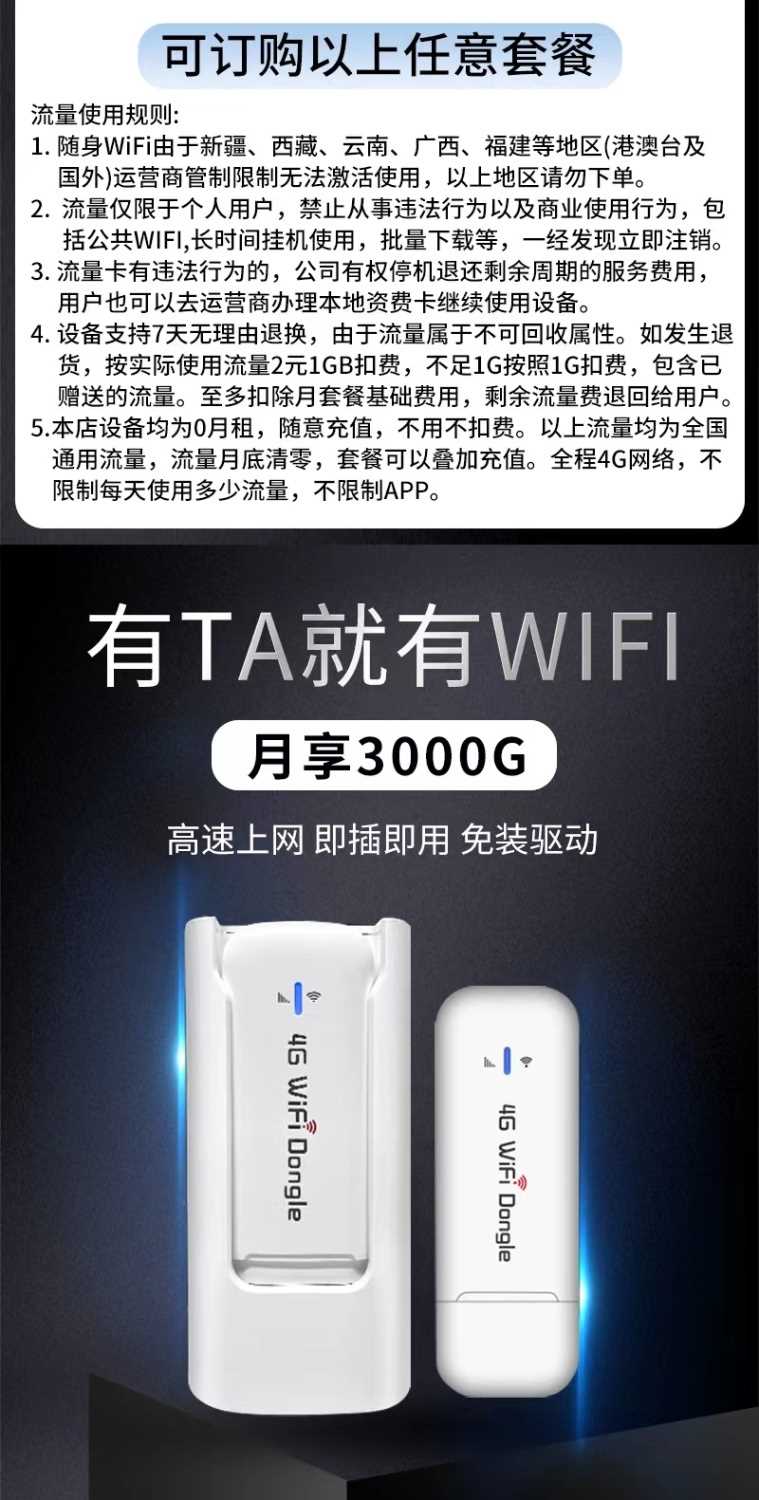 可订购以上任意套餐
流量使用规则:
1. 随身WiFi由于新疆、西藏、云南、广西、福建等地区(港澳台及
国外)运营商管制限制无法激活使用，以上地区请勿下单。
2. 流量仅限于个人用户，禁止从事违法行为以及商业使用行为，包
括公共WIFI,长时间挂机使用，批量下载等，一经发现立即注销。
3. 流量卡有违法行为的，公司有权停机退还剩余周期的服务费用，
用户也可以去运营商办理本地资费卡继续使用设备。
4. 设备支持7天无理由退换，由于流量属于不可回收属性。如发生退
货，按实际使用流量2元1GB扣费，不足1G按照1G扣费，包含已
赠送的流量。至多扣除月套餐基础费用，剩余流量费退回给用户。
5.本店设备均为0月租，随意充值，不用不扣费。以上流量均为全国
通用流量，流量月底清零，套餐可以叠加充值。全程4G网络，不
限制每天使用多少流量，不限制APP。
有TA就有WIFI
月享3000G
高速上网 即插即用 免装驱动
4G WiFi Dongle
4G WiFi Dongle